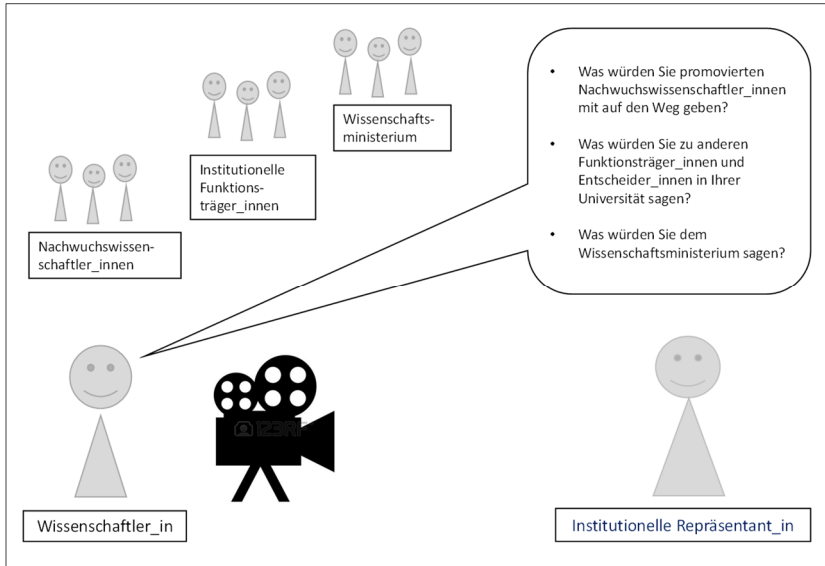 Wissenschafts-
ministerium
Institutionelle
Funktions-
träger_innen
Nachwuchswissen-
schaftler_innen
• Was würden Sie promovierten
Nachwuchswissenschaftler_innen
mit auf den Weg geben?
• Was würden Sie zu anderen
Funktionsträger_innen und
Entscheider_innen in Ihrer
Universität sagen?
• Was würden Sie dem
Wissenschaftsministerium sagen?
123RF
Wissenschaftler_in
Institutionelle Repräsentant_in